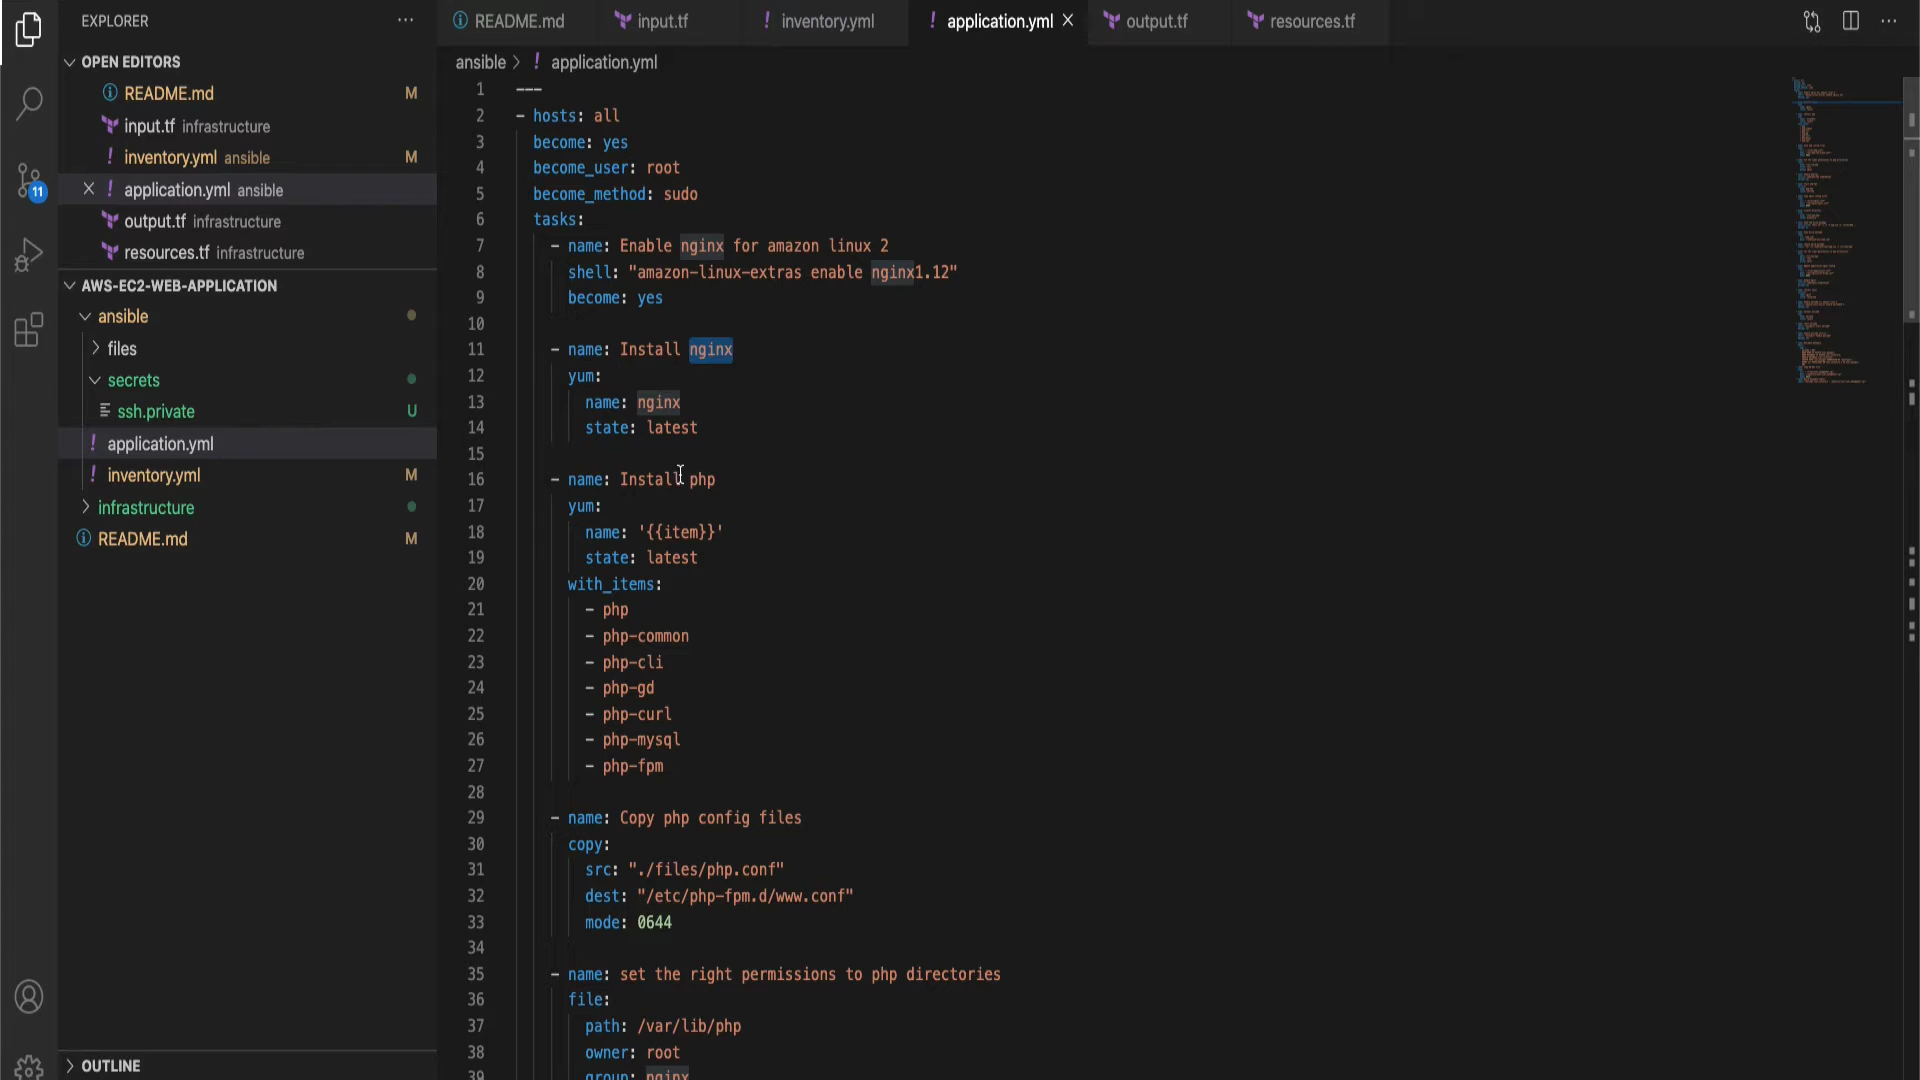 EXPLORER
OPEN EDITORS
README.md M
input.tf infrastructure
inventory.yml ansible M
application.yml ansible
output.tf infrastructure
resources.tf infrastructure
AWS-EC2-WEB-APPLICATION
ansible
files
secrets
ssh.private U
application.yml
inventory.yml M
infrastructure
README.md M
OUTLINE
11
README.md input.tf inventory.yml application.yml output.tf resources.tf
ansible > application.yml
1 ---
2 - hosts: all
3 become: yes
4 become_user: root
5 become_method: sudo
6 tasks:
7 - name: Enable nginx for amazon linux 2
8 shell: "amazon-linux-extras enable nginx1.12"
9 become: yes
10
11 - name: Install nginx
12 yum:
13 name: nginx
14 state: latest
15
16 - name: Install php
17 yum:
18 name: '{{item}}'
19 state: latest
20 with_items:
21 - php
22 - php-common
23 - php-cli
24 - php-gd
25 - php-curl
26 - php-mysql
27 - php-fpm
28
29 - name: Copy php config files
30 copy:
31 src: "./files/php.conf"
32 dest: "/etc/php-fpm.d/www.conf"
33 mode: 0644
34
35 - name: set the right permissions to php directories
36 file:
37 path: /var/lib/php
38 owner: root
39 group: nginx